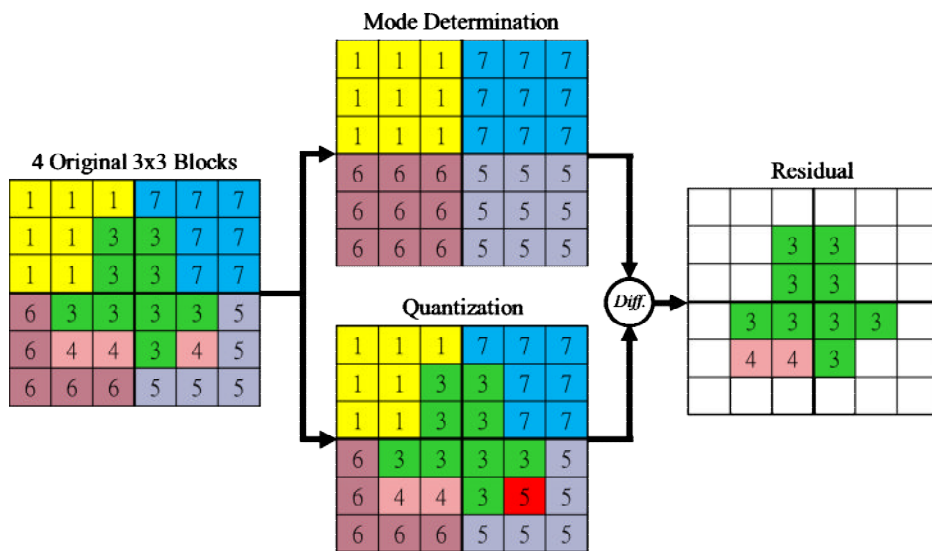 Mode Determination
1 1 1 7 7 7
1 1 1 7 7 7
1 1 1 7 7 7
6 6 6 5 5 5
6 6 6 5 5 5
6 6 6 5 5 5
4 Original 3x3 Blocks
1 1 1 7 7 7
1 1 3 3 7 7
1 1 3 3 7 7
6 3 3 3 3 5
6 4 4 3 4 5
6 6 6 5 5 5
Quantization
1 1 1 7 7 7
1 1 3 3 7 7
1 1 3 3 7 7
6 3 3 3 3 5
6 4 4 3 5 5
6 6 6 5 5 5
Diff.
Residual
3 3
3 3
3 3 3 3
4 4 3